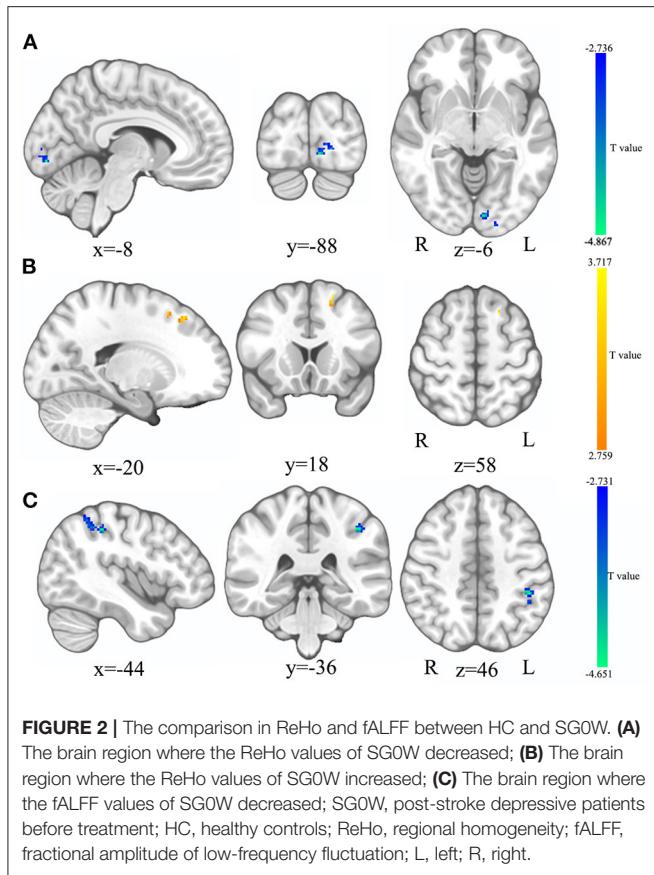 A
-2.736
T value
-4.867
x=-8
y=-88
R
z=-6
L
B
3.717
T value
2.759
x=-20
y=18
R
z=58
L
C
-2.731
T value
-4.651
x=-44
y=-36
R
z=46
L
FIGURE 2 | The comparison in ReHo and fALFF between HC and SG0W. (A)
The brain region where the ReHo values of SG0W decreased; (B) The brain
region where the ReHo values of SG0W increased; (C) The brain region where
the fALFF values of SG0W decreased; SG0W, post-stroke depressive patients
before treatment; HC, healthy controls; ReHo, regional homogeneity; fALFF,
fractional amplitude of low-frequency fluctuation; L, left; R, right.